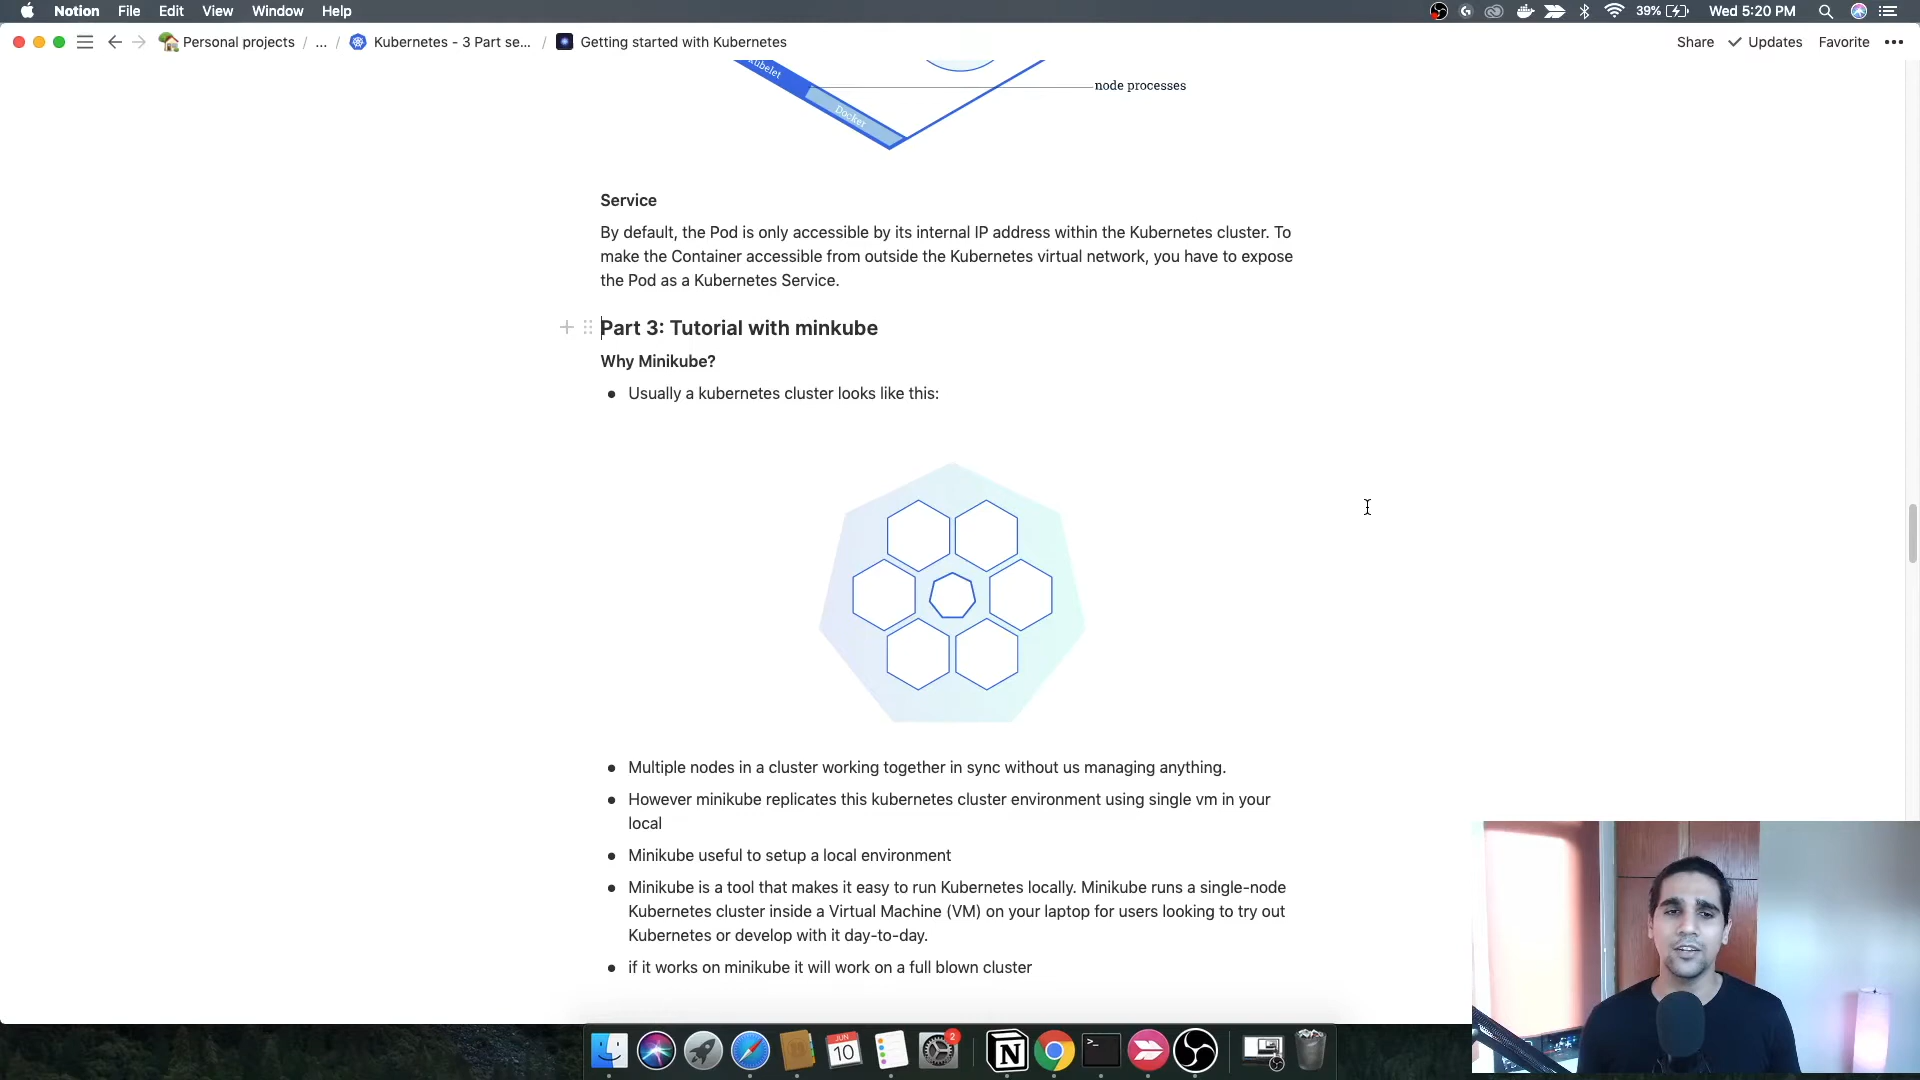 Notion File Edit View Window Help
39% Wed 5:20 PM
Personal projects / ... / Kubernetes - 3 Part se... / Getting started with Kubernetes
Share Updates Favorite •••
kubelet
node processes
Docker
Service
By default, the Pod is only accessible by its internal IP address within the Kubernetes cluster. To
make the Container accessible from outside the Kubernetes virtual network, you have to expose
the Pod as a Kubernetes Service.
Part 3: Tutorial with minkube
Why Minikube?
• Usually a kubernetes cluster looks like this:
• Multiple nodes in a cluster working together in sync without us managing anything.
• However minikube replicates this kubernetes cluster environment using single vm in your
local
• Minikube useful to setup a local environment
• Minikube is a tool that makes it easy to run Kubernetes locally. Minikube runs a single-node
Kubernetes cluster inside a Virtual Machine (VM) on your laptop for users looking to try out
Kubernetes or develop with it day-to-day.
• if it works on minikube it will work on a full blown cluster
JUN
10
2